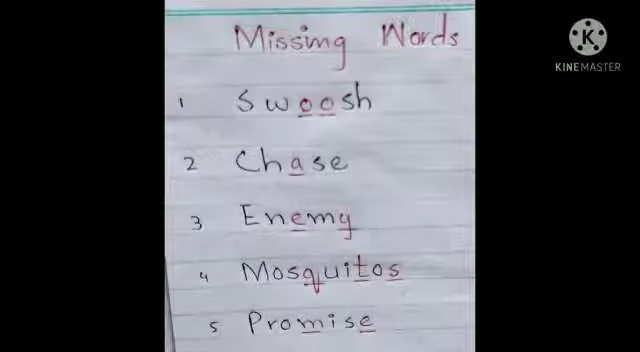 Missing Words
K
KINEMASTER
1 Swoosh
2 Chase
3 Enemy
4 Mosquitos
5 Promise